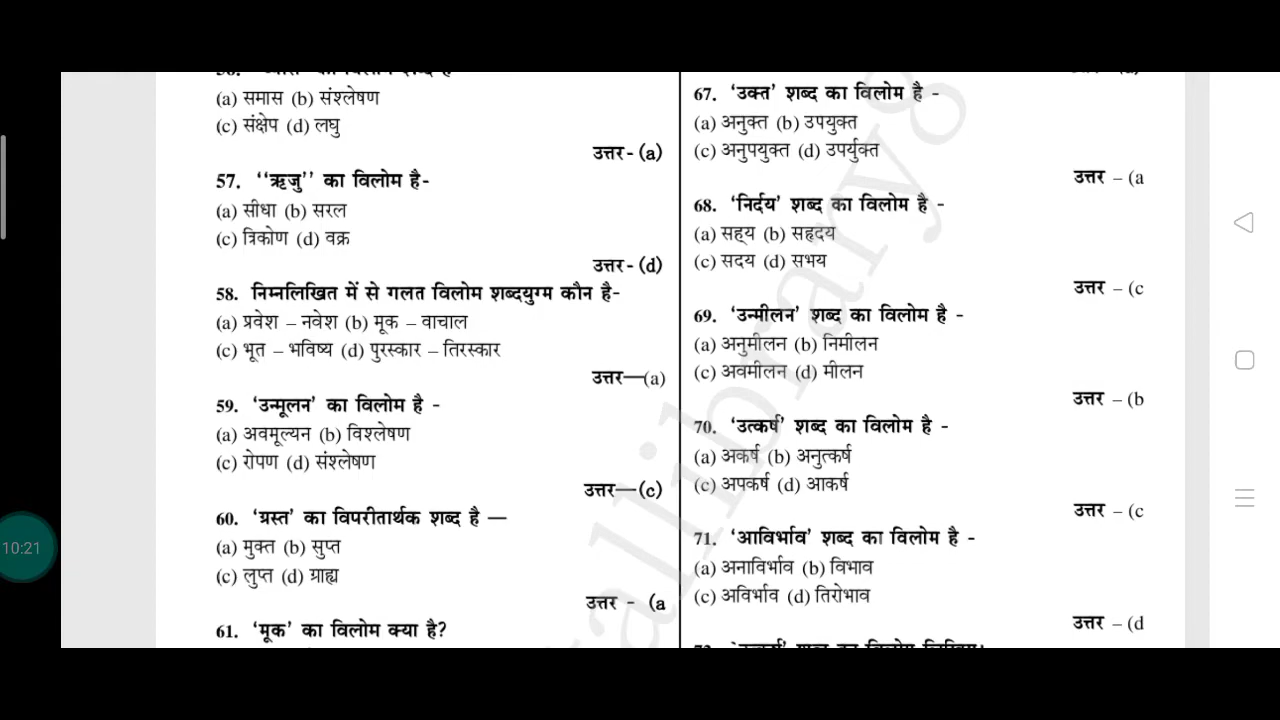 (a) समास (b) संश्लेषण
(c) संक्षेप (d) लघु
उत्तर - (a)
57. ‘‘ऋजु’’ का विलोम है-
(a) सीधा (b) सरल
(c) त्रिकोण (d) वक्र
उत्तर - (d)
58. निम्नलिखित में से गलत विलोम शब्दयुग्म कौन है-
(a) प्रवेश – नवेश (b) मूक – वाचाल
(c) भूत – भविष्य (d) पुरस्कार – तिरस्कार
उत्तर—(a)
59. ‘उन्मूलन’ का विलोम है -
(a) अवमूल्यन (b) विश्लेषण
(c) रोपण (d) संश्लेषण
उत्तर—(c)
60. ‘ग्रस्त’ का विपरीतार्थक शब्द है —
(a) मुक्त (b) सुप्त
(c) लुप्त (d) ग्राह्य
उत्तर - (a
61. ‘मूक’ का विलोम क्या है?
67. ‘उक्त’ शब्द का विलोम है -
(a) अनुक्त (b) उपयुक्त
(c) अनुपयुक्त (d) उपर्युक्त
उत्तर – (a
68. ‘निर्दय’ शब्द का विलोम है -
(a) सह्य (b) सहृदय
(c) सदय (d) सभय
उत्तर – (c
69. ‘उन्मीलन’ शब्द का विलोम है -
(a) अनुमीलन (b) निमीलन
(c) अवमीलन (d) मीलन
उत्तर – (b
70. ‘उत्कर्ष’ शब्द का विलोम है -
(a) अकर्ष (b) अनुत्कर्ष
(c) अपकर्ष (d) आकर्ष
उत्तर – (c
71. ‘आविर्भाव’ शब्द का विलोम है -
(a) अनाविर्भाव (b) विभाव
(c) अविर्भाव (d) तिरोभाव
उत्तर – (d
10:21